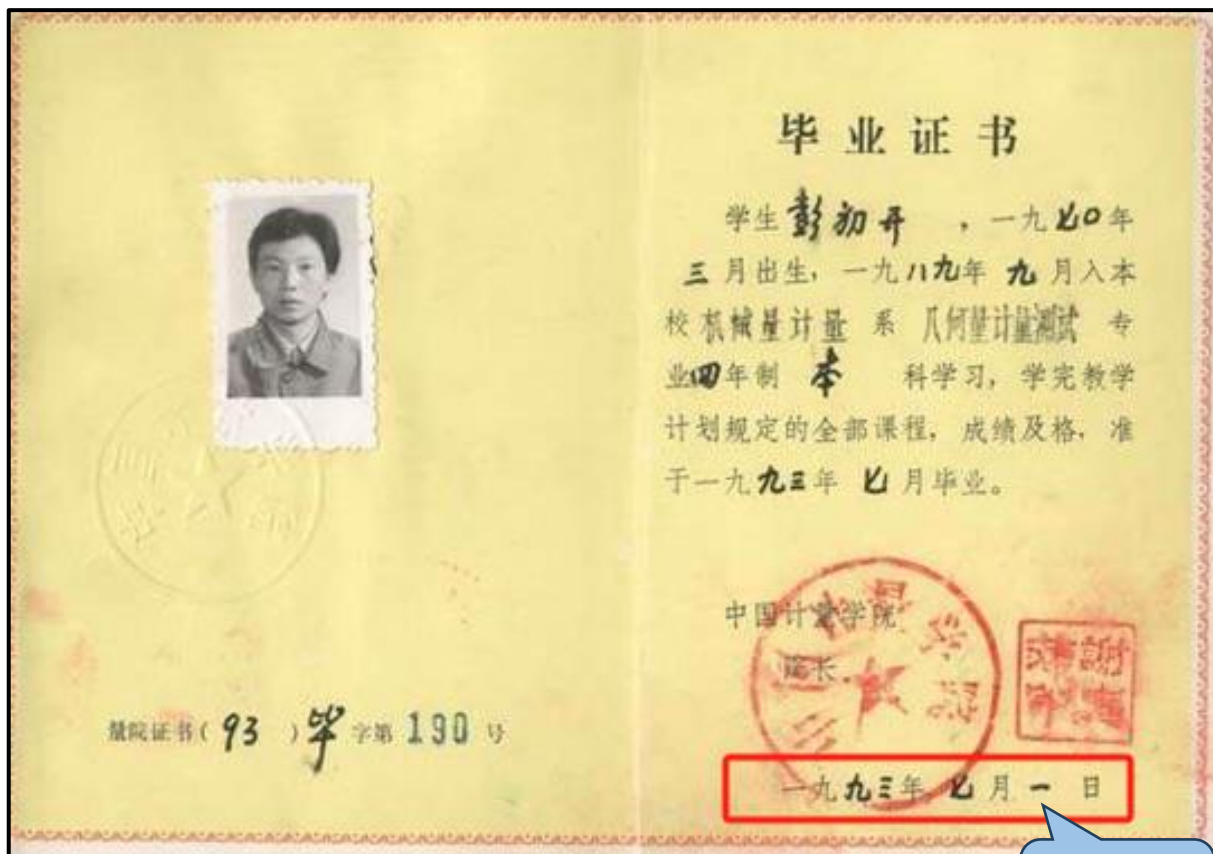 毕业证书
学生彭初开，一九七〇年
三月出生，一九八九年九月入本
校机械量计量系几何量计量测试专
业四年制本科学习，学完教学
计划规定的全部课程，成绩及格，准
于一九九三年七月毕业。
中国计量学院
院长
一九九三年七月一日
量院证书(93)毕字第190号